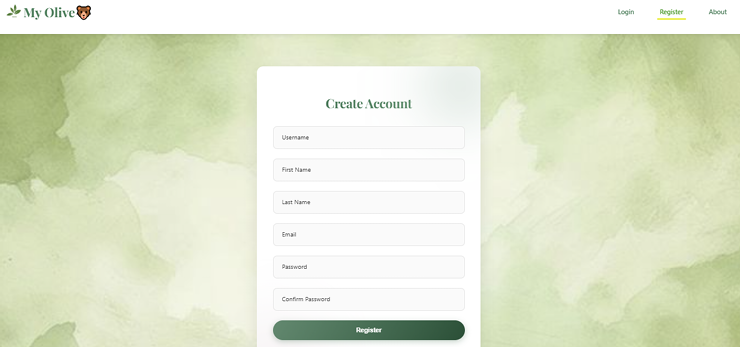 My Olive
Login
Register
About
Create Account
Username
First Name
Last Name
Email
Password
Confirm Password
Register